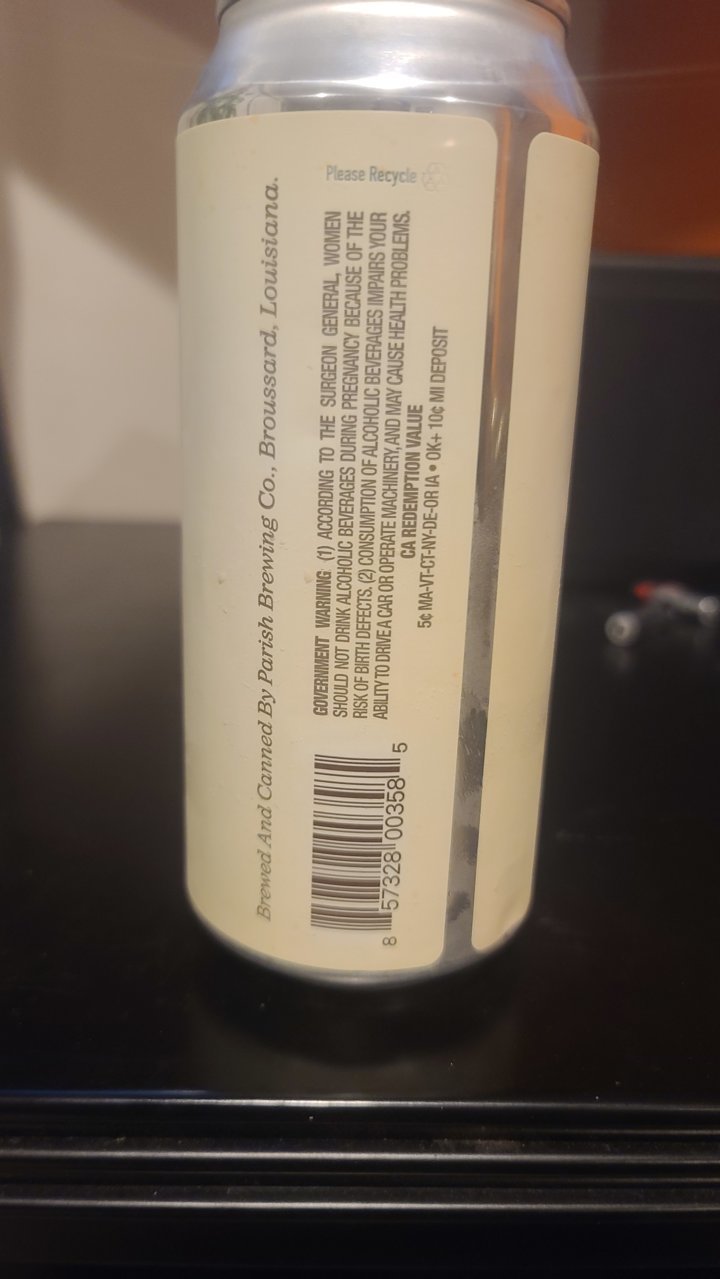 Please Recycle
Brewed And Canned By Parish Brewing Co., Broussard, Louisiana.
GOVERNMENT WARNING: (1) ACCORDING TO THE SURGEON GENERAL, WOMEN
SHOULD NOT DRINK ALCOHOLIC BEVERAGES DURING PREGNANCY BECAUSE OF THE
RISK OF BIRTH DEFECTS. (2) CONSUMPTION OF ALCOHOLIC BEVERAGES IMPAIRS YOUR
ABILITY TO DRIVE A CAR OR OPERATE MACHINERY, AND MAY CAUSE HEALTH PROBLEMS.
CA REDEMPTION VALUE
5¢ MA-VT-CT-NY-DE-OR IA • OK+ 10¢ MI DEPOSIT
8 57328 00358 5